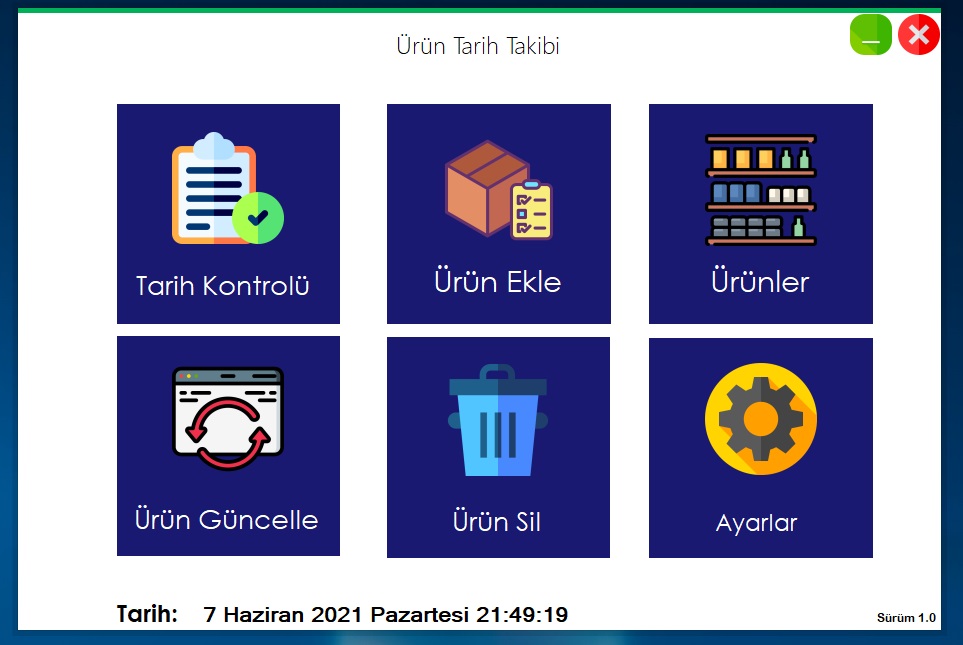 Ürün Tarih Takibi
Tarih Kontrolü
Ürün Ekle
Ürünler
Ürün Güncelle
Ürün Sil
Ayarlar
Tarih: 7 Haziran 2021 Pazartesi 21:49:19
Sürüm 1.0